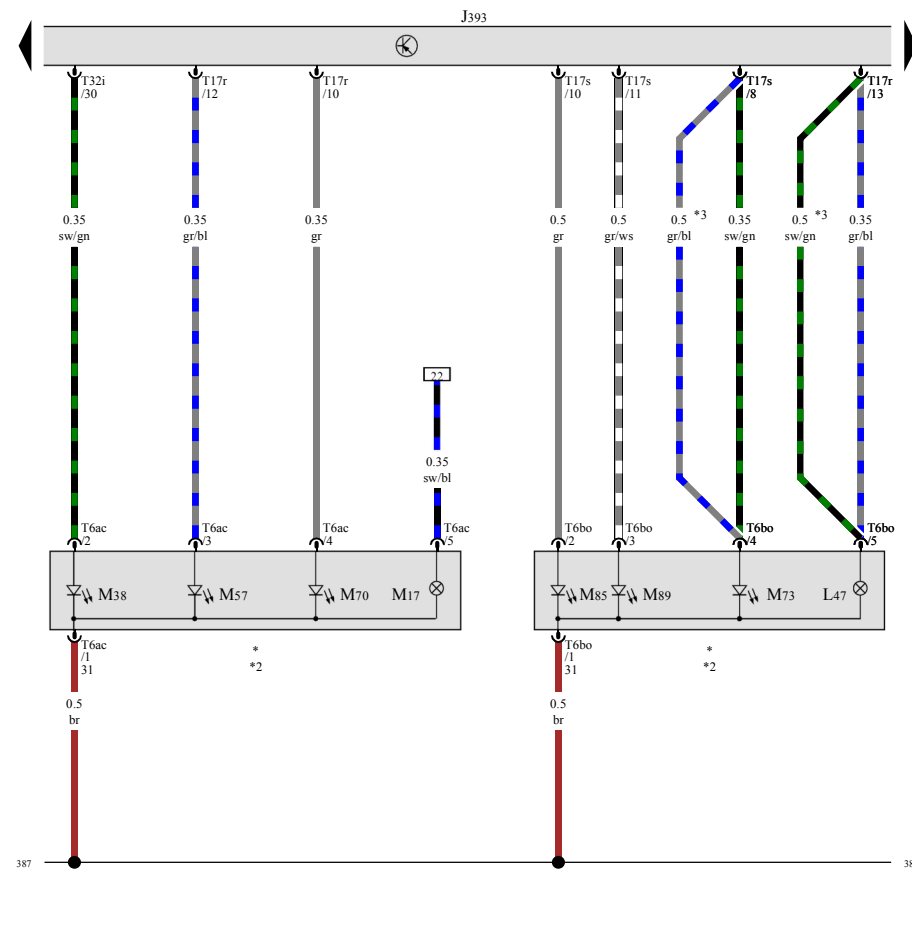 J393
T32i
/30
T17r
/12
T17r
/10
T17s
/10
T17s
/11
T17s
/8
T17r
/13
0.35
sw/gn
0.35
gr/bl
0.35
gr
0.5
gr
0.5
gr/ws
0.5 *3
gr/bl
0.35
sw/gn
0.5 *3
sw/gn
0.35
gr/bl
22
0.35
sw/bl
T6ac
/2
T6ac
/3
T6ac
/4
T6ac
/5
T6bo
/2
T6bo
/3
T6bo
/4
T6bo
/5
M38
M57
M70
M17
M85
M89
M73
L47
T6ac
/1
31
*
*2
T6bo
/1
31
*
*2
0.5
br
0.5
br
387